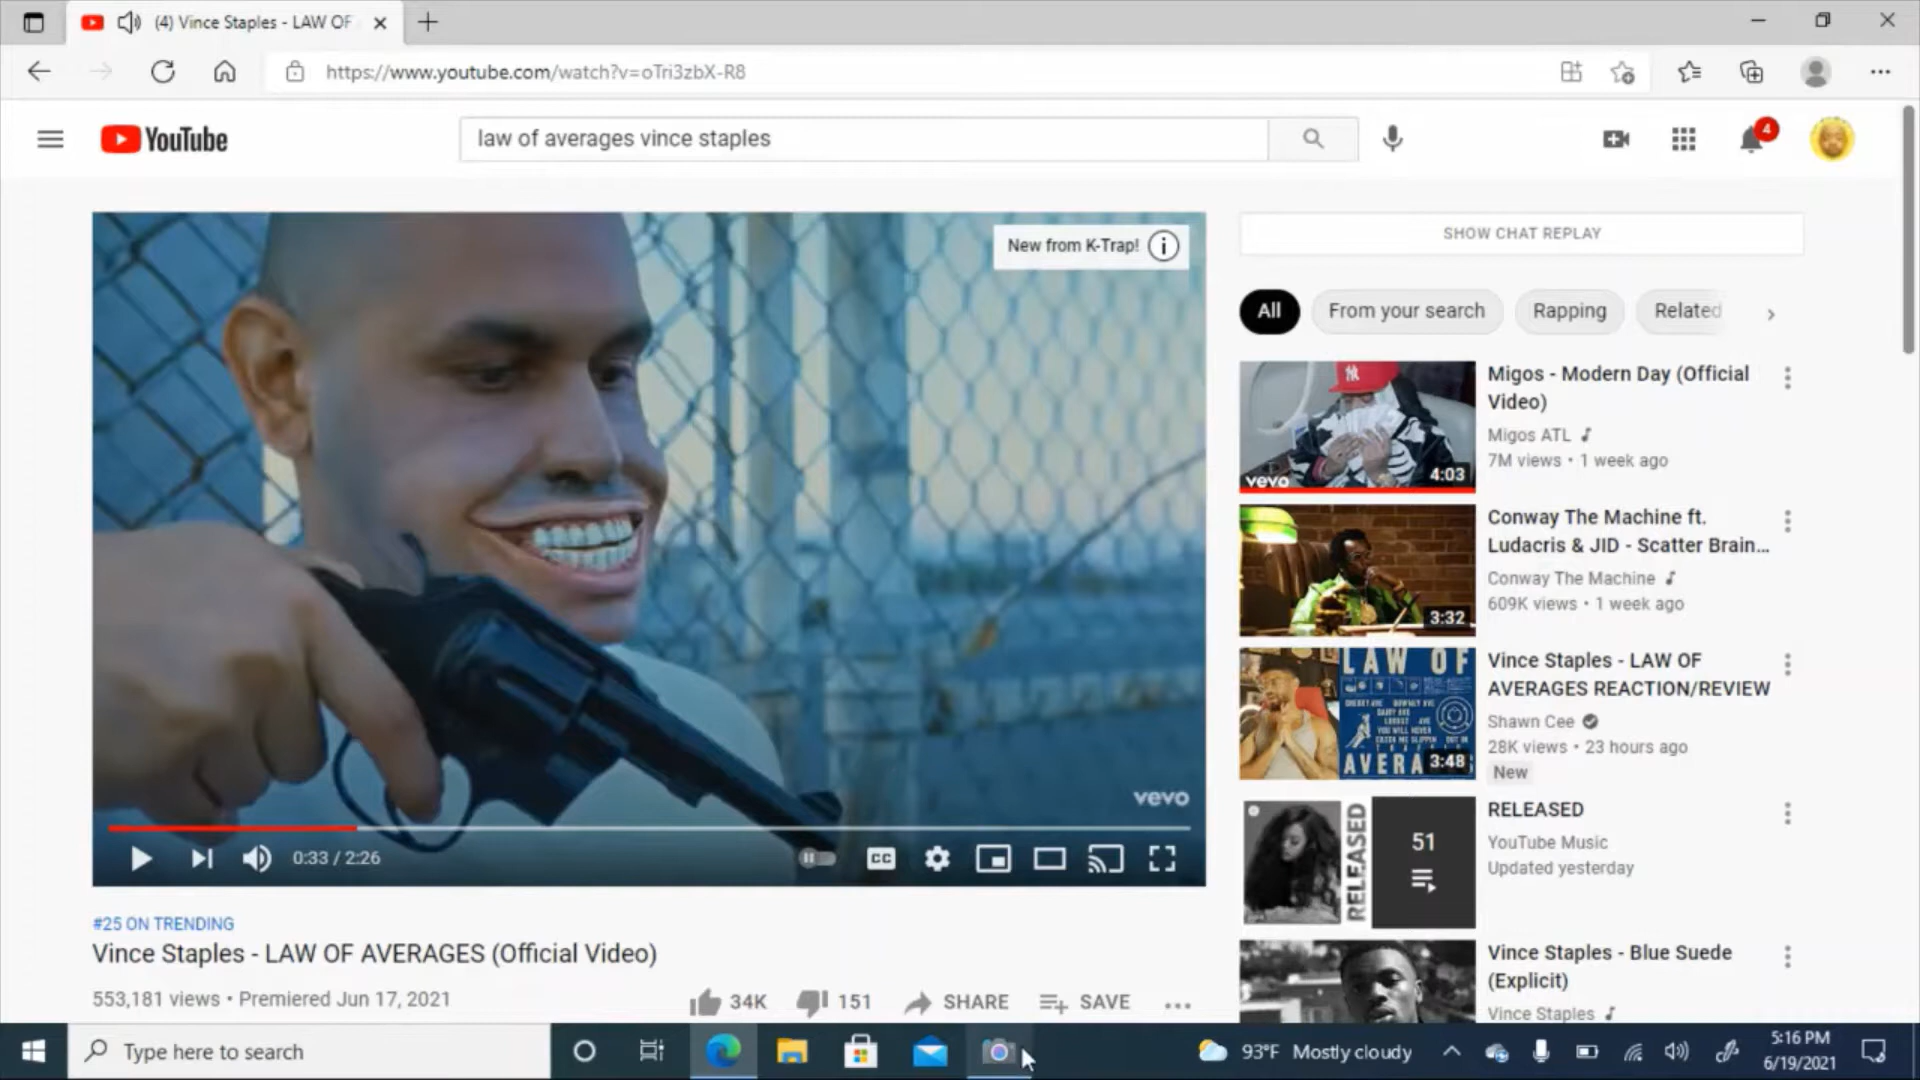 (4) Vince Staples - LAW OF
https://www.youtube.com/watch?v=oTri3zbX-R8
YouTube
law of averages vince staples
4
New from K-Trap!
vevo
0:33 / 2:26
CC
#25 ON TRENDING
Vince Staples - LAW OF AVERAGES (Official Video)
553,181 views • Premiered Jun 17, 2021
34K
151
SHARE
SAVE
SHOW CHAT REPLAY
All
From your search
Rapping
Related
vevo
4:03
Migos - Modern Day (Official
Video)
Migos ATL
7M views • 1 week ago
3:32
Conway The Machine ft.
Ludacris & JID - Scatter Brain...
Conway The Machine
609K views • 1 week ago
LAW OF
AVERA
3:48
Vince Staples - LAW OF
AVERAGES REACTION/REVIEW
Shawn Cee
28K views • 23 hours ago
New
RELEASED
51
RELEASED
YouTube Music
Updated yesterday
Vince Staples - Blue Suede
(Explicit)
Vince Staples
Type here to search
93°F Mostly cloudy
5:16 PM
6/19/2021